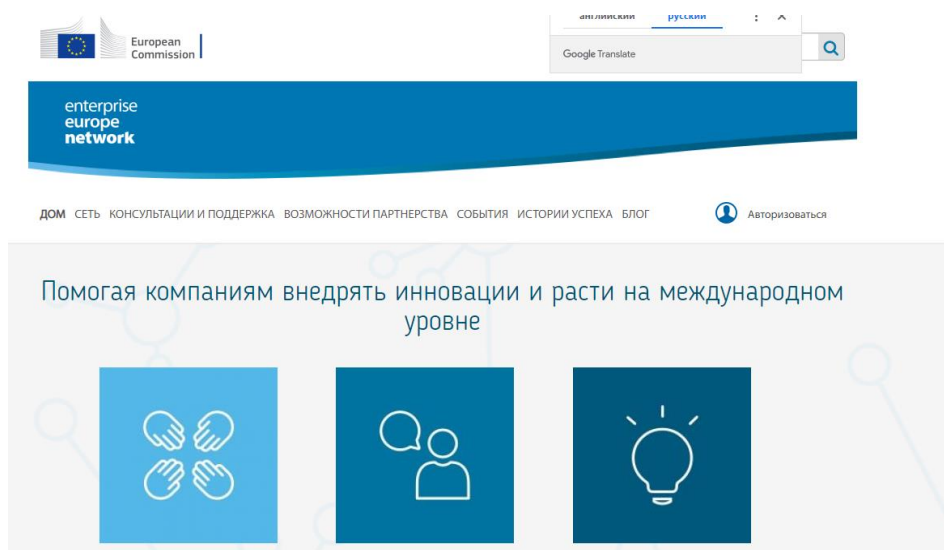 European
Commission
английский русский
Google Translate
enterprise
europe
network
ДОМ СЕТЬ КОНСУЛЬТАЦИИ И ПОДДЕРЖКА ВОЗМОЖНОСТИ ПАРТНЕРСТВА СОБЫТИЯ ИСТОРИИ УСПЕХА БЛОГ Авторизоваться
Помогая компаниям внедрять инновации и расти на международном
уровне